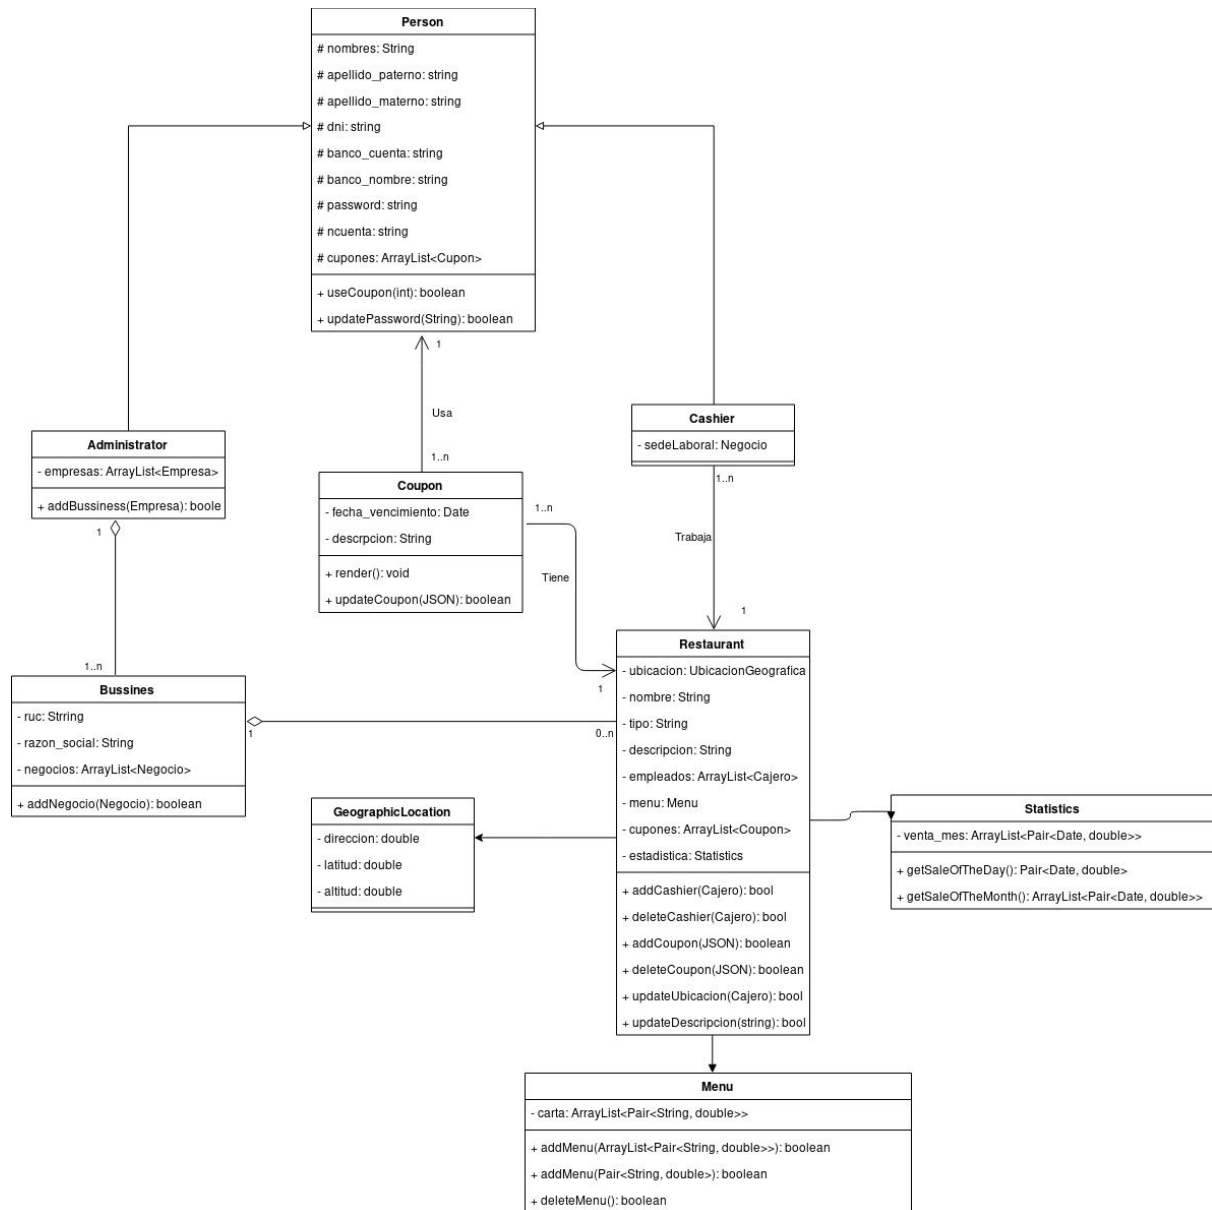 Person
# nombres: String
# apellido_paterno: string
# apellido_materno: string
# dni: string
# banco_cuenta: string
# banco_nombre: string
# password: string
# ncuenta: string
# cupones: ArrayList<Cupon>
+ useCoupon(int): boolean
+ updatePassword(String): boolean
1
Usa
1..n
Administrator
- empresas: ArrayList<Empresa>
+ addBussiness(Empresa): boole
1
1..n
Cashier
- sedeLaboral: Negocio
1..n
Trabaja
1
Coupon
- fecha_vencimiento: Date
- descrpcion: String
+ render(): void
+ updateCoupon(JSON): boolean
1..n
Tiene
1
Bussines
- ruc: Strring
- razon_social: String
- negocios: ArrayList<Negocio>
+ addNegocio(Negocio): boolean
1
0..n
Restaurant
- ubicacion: UbicacionGeografica
- nombre: String
- tipo: String
- descripcion: String
- empleados: ArrayList<Cajero>
- menu: Menu
- cupones: ArrayList<Coupon>
- estadistica: Statistics
+ addCashier(Cajero): bool
+ deleteCashier(Cajero): bool
+ addCoupon(JSON): boolean
+ deleteCoupon(JSON): boolean
+ updateUbicacion(Cajero): bool
+ updateDescripcion(string): bool
GeographicLocation
- direccion: double
- latitud: double
- altitud: double
Statistics
- venta_mes: ArrayList<Pair<Date, double>>
+ getSaleOfTheDay(): Pair<Date, double>
+ getSaleOfTheMonth(): ArrayList<Pair<Date, double>>
Menu
- carta: ArrayList<Pair<String, double>>
+ addMenu(ArrayList<Pair<String, double>>): boolean
+ addMenu(Pair<String, double>): boolean
+ deleteMenu(): boolean